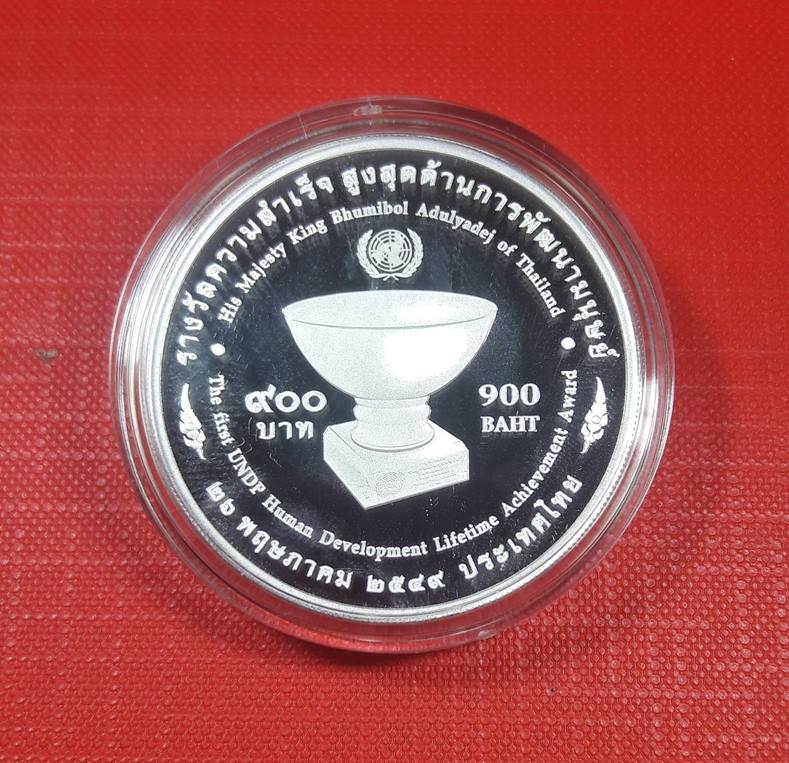 รางวัลความสำเร็จ สูงสุดด้านการพัฒนามนุษย์
His Majesty King Bhumibol Adulyadej of Thailand
๙๐๐
บาท
900
BAHT
The first UNDP Human Development Lifetime Achievement Award
๒๖ พฤษภาคม ๒๕๔๙ ประเทศไทย